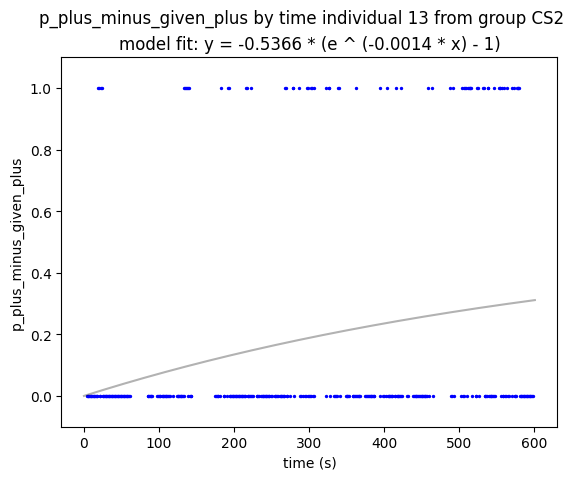 p_plus_minus_given_plus by time individual 13 from group CS2
model fit: y = -0.5366 * (e ^ (-0.0014 * x) - 1)
1.0
0.8
0.6
0.4
0.2
0.0
p_plus_minus_given_plus
0 100 200 300 400 500 600
time (s)